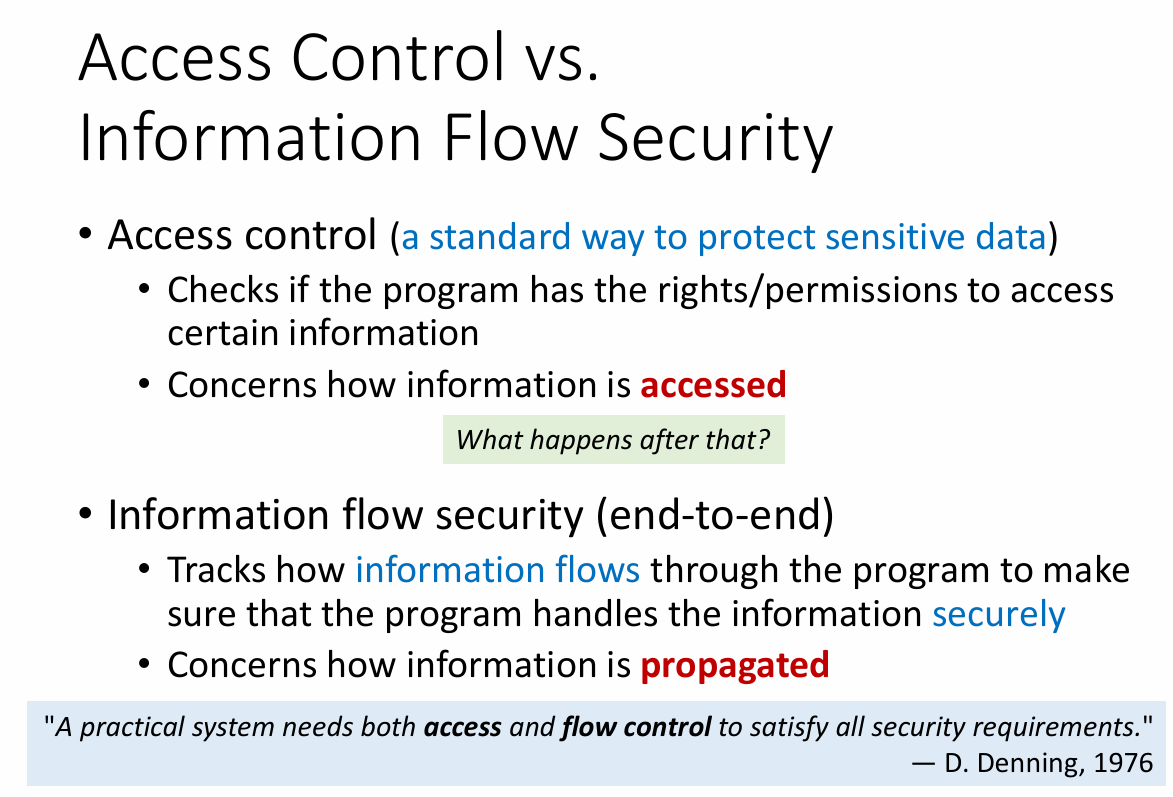 Access Control vs.
Information Flow Security
• Access control (a standard way to protect sensitive data)
• Checks if the program has the rights/permissions to access
certain information
• Concerns how information is accessed
What happens after that?
• Information flow security (end-to-end)
• Tracks how information flows through the program to make
sure that the program handles the information securely
• Concerns how information is propagated
"A practical system needs both access and flow control to satisfy all security requirements."
— D. Denning, 1976